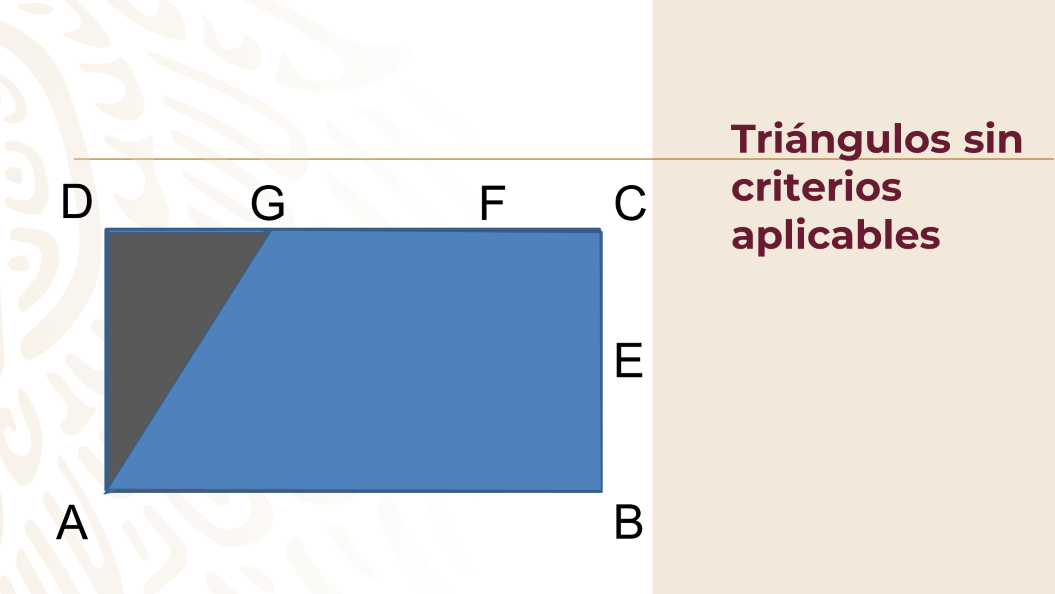 Triángulos sin
criterios
aplicables
D G F C
E
A B